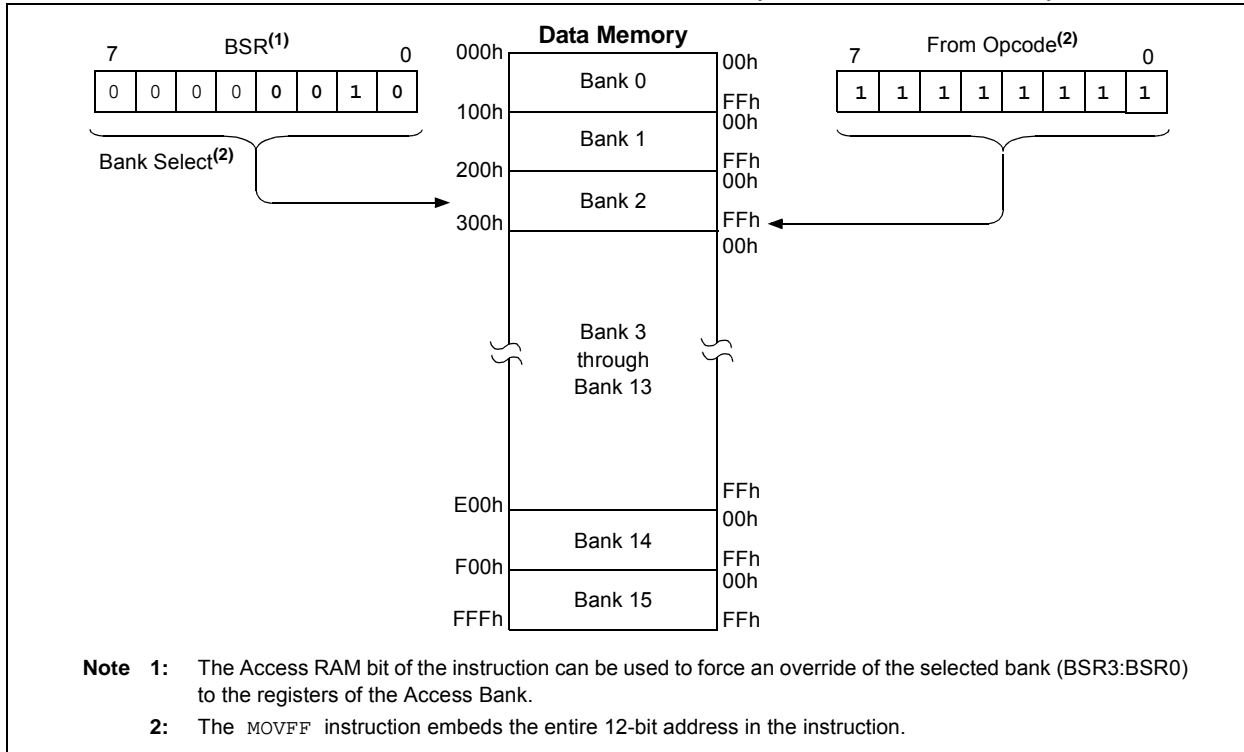 Data Memory
7 BSR(1) 0
0 0 0 0 0 0 1 0
Bank Select(2)
7 From Opcode(2) 0
1 1 1 1 1 1 1 1
000h Bank 0 00h
FFh
100h Bank 1 00h
FFh
200h Bank 2 00h
FFh
300h 00h
Bank 3
through
Bank 13
FFh
E00h Bank 14 00h
FFh
F00h Bank 15 00h
FFFh FFh
Note 1: The Access RAM bit of the instruction can be used to force an override of the selected bank (BSR3:BSR0)
to the registers of the Access Bank.
2: The MOVFF instruction embeds the entire 12-bit address in the instruction.